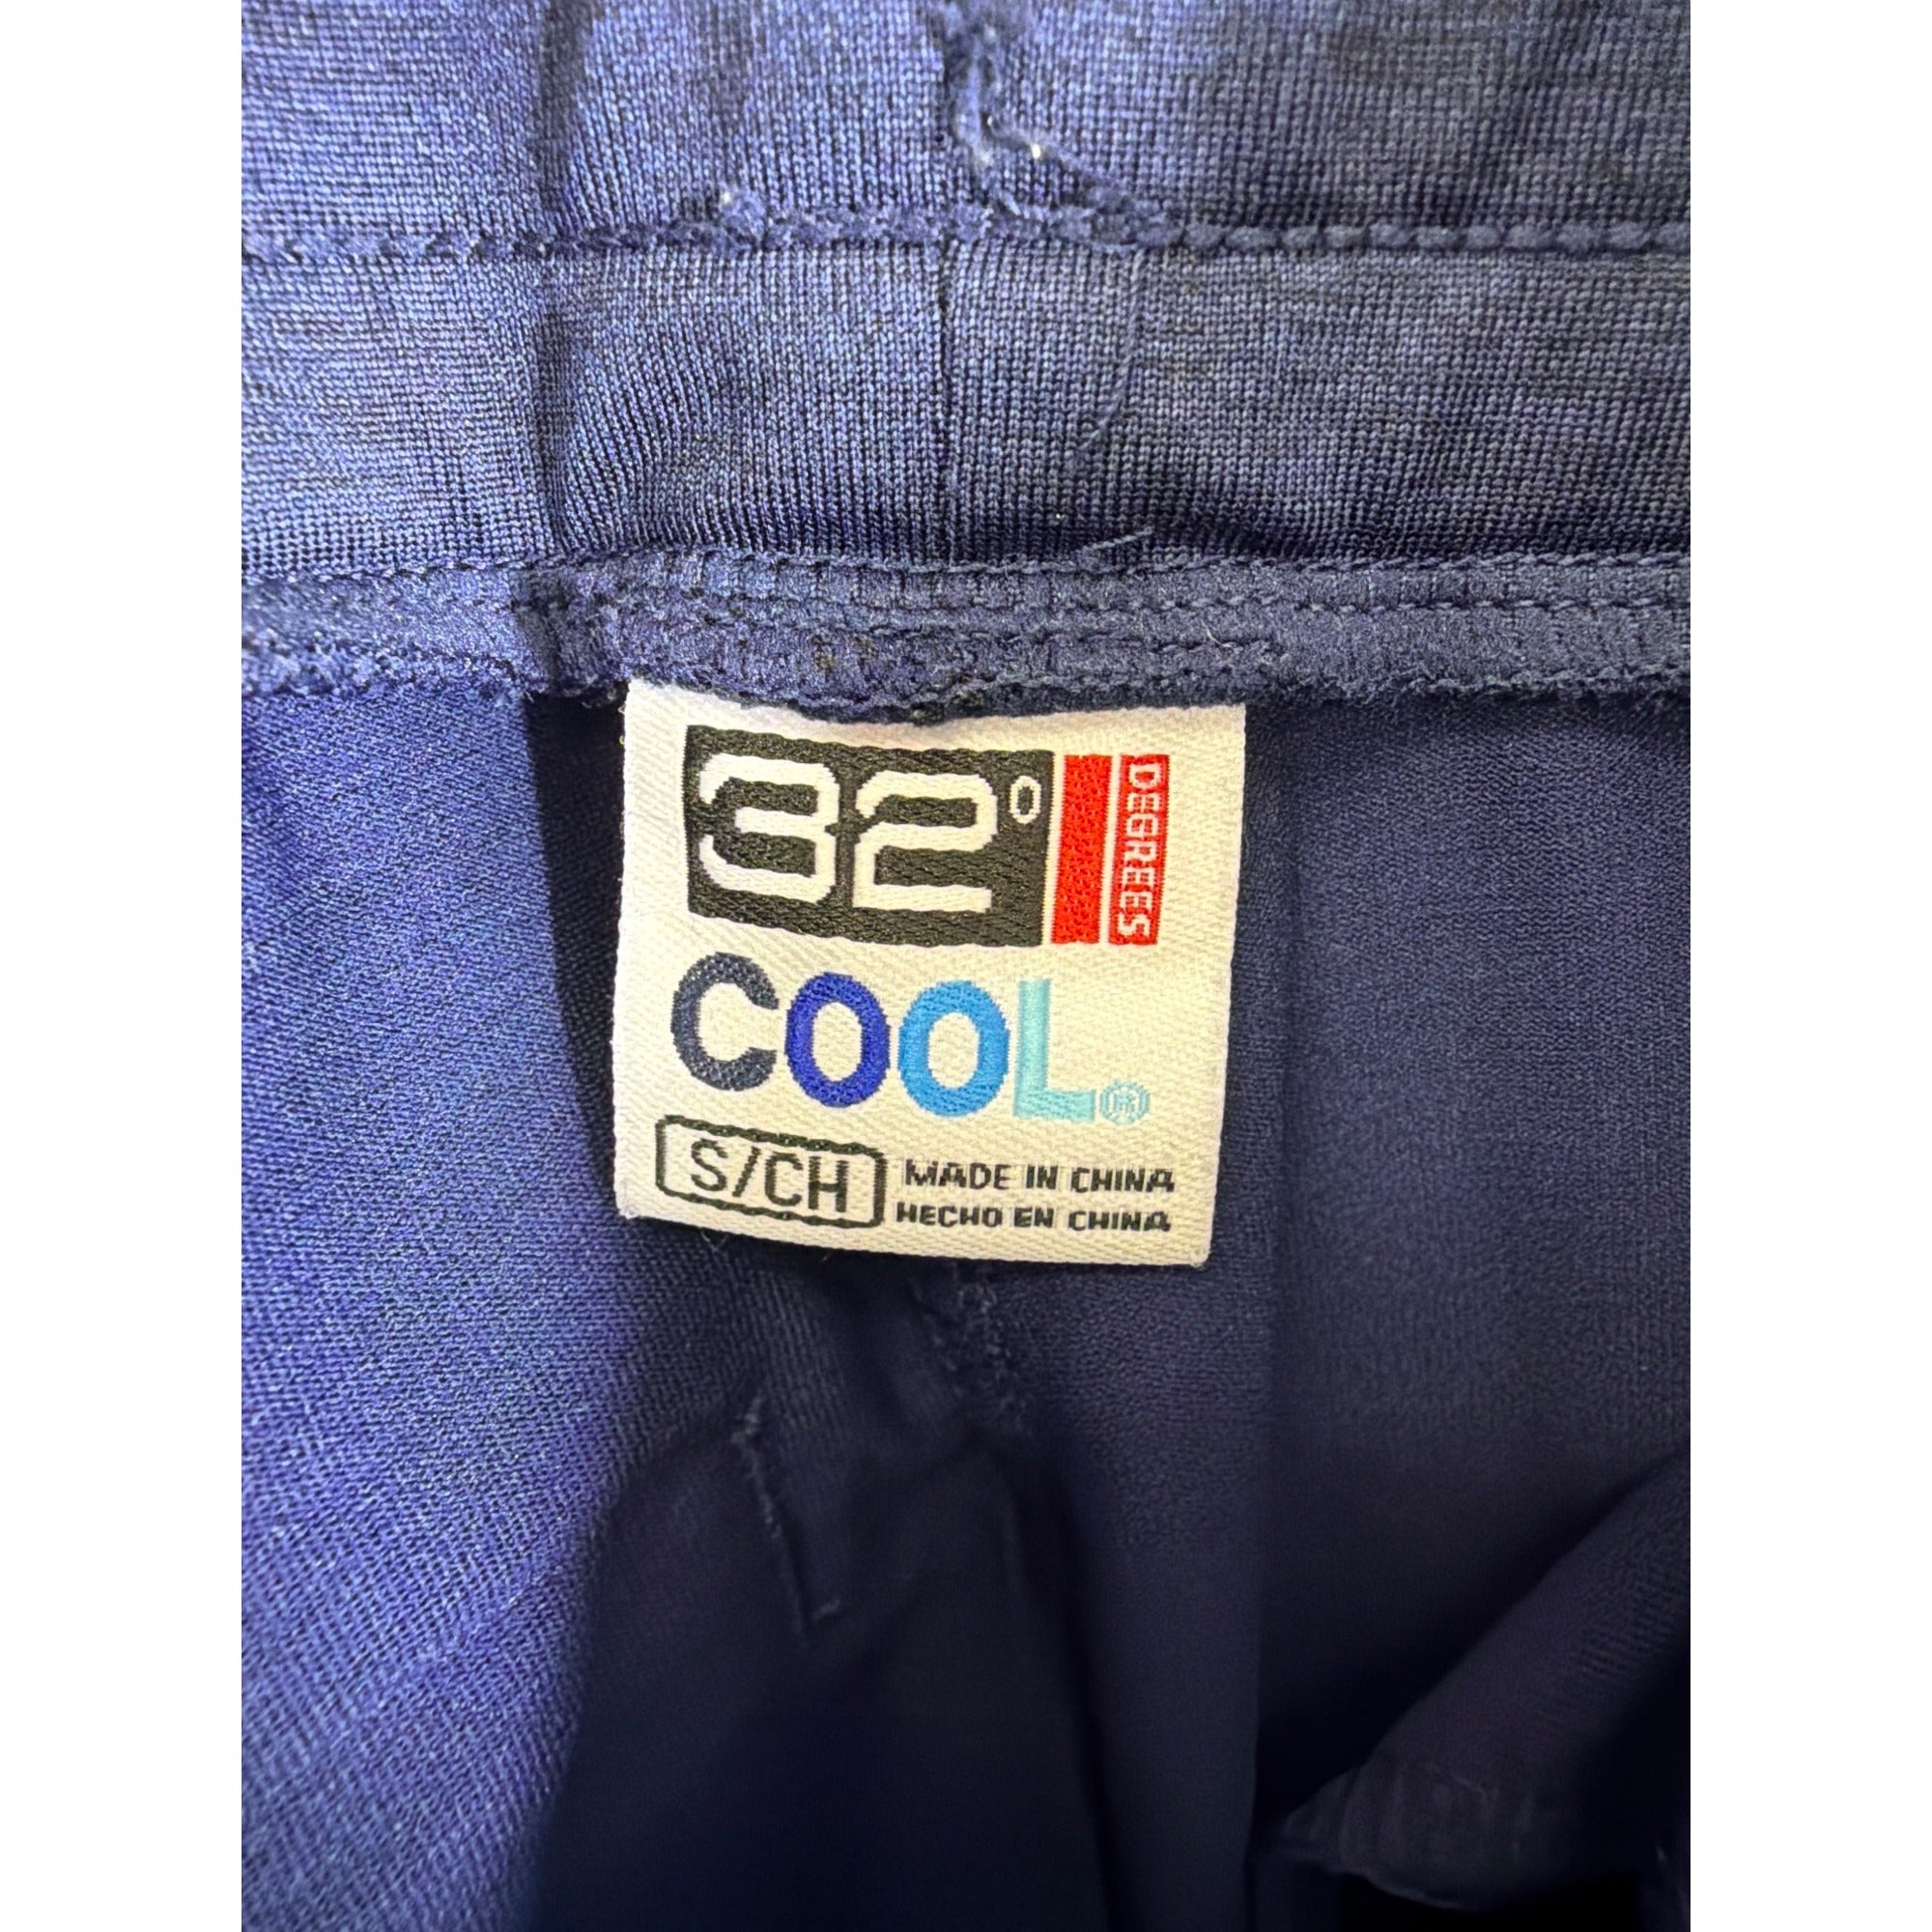 32° DEGREES
COOL®
S/CH MADE IN CHINA
HECHO EN CHINA